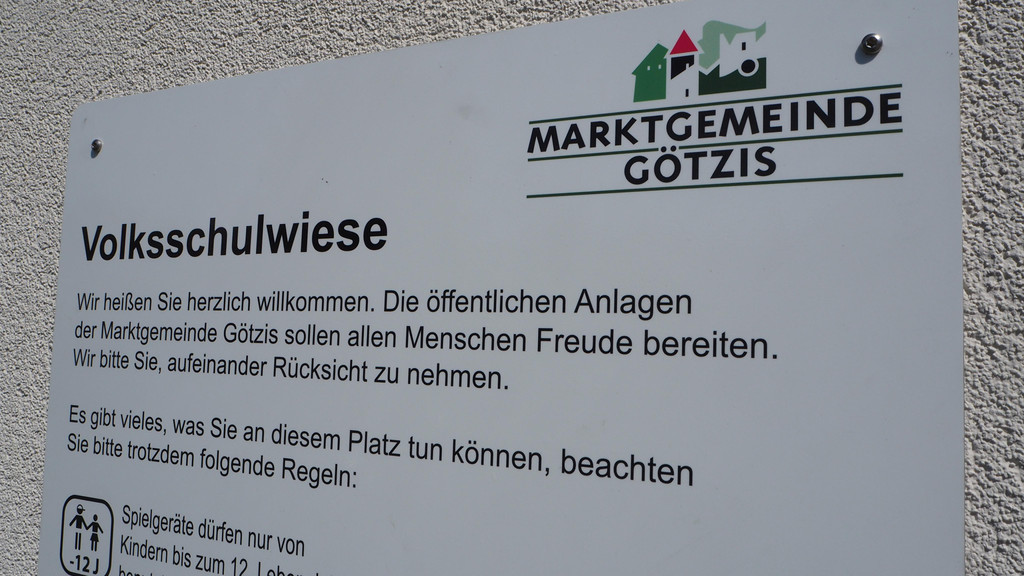 MARKTGEMEINDE
GÖTZIS
Volksschulwiese
Wir heißen Sie herzlich willkommen. Die öffentlichen Anlagen
der Marktgemeinde Götzis sollen allen Menschen Freude bereiten.
Wir bitte Sie, aufeinander Rücksicht zu nehmen.
Es gibt vieles, was Sie an diesem Platz tun können, beachten
Sie bitte trotzdem folgende Regeln:
-12 J
Spielgeräte dürfen nur von
Kindern bis zum 12.